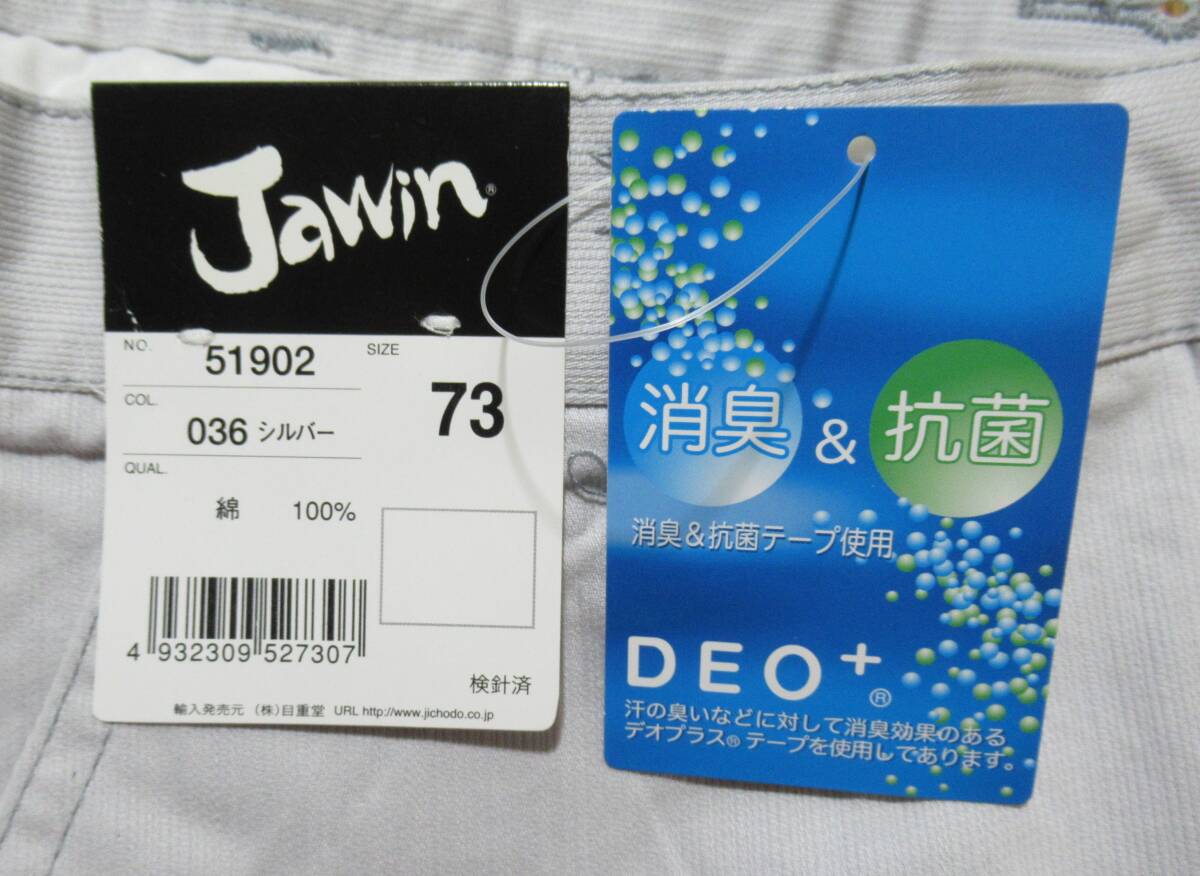 Jawin®
NO. 51902
SIZE 73
COL. 036 シルバー
QUAL.
綿 100%
4 932309 527307
検針済
輸入発売元 (株)自重堂 URL http://www.jichodo.co.jp
消臭 & 抗菌
消臭&抗菌テープ使用
DEO+®
汗の臭いなどに対して消臭効果のある
デオプラス®テープを使用してあります。